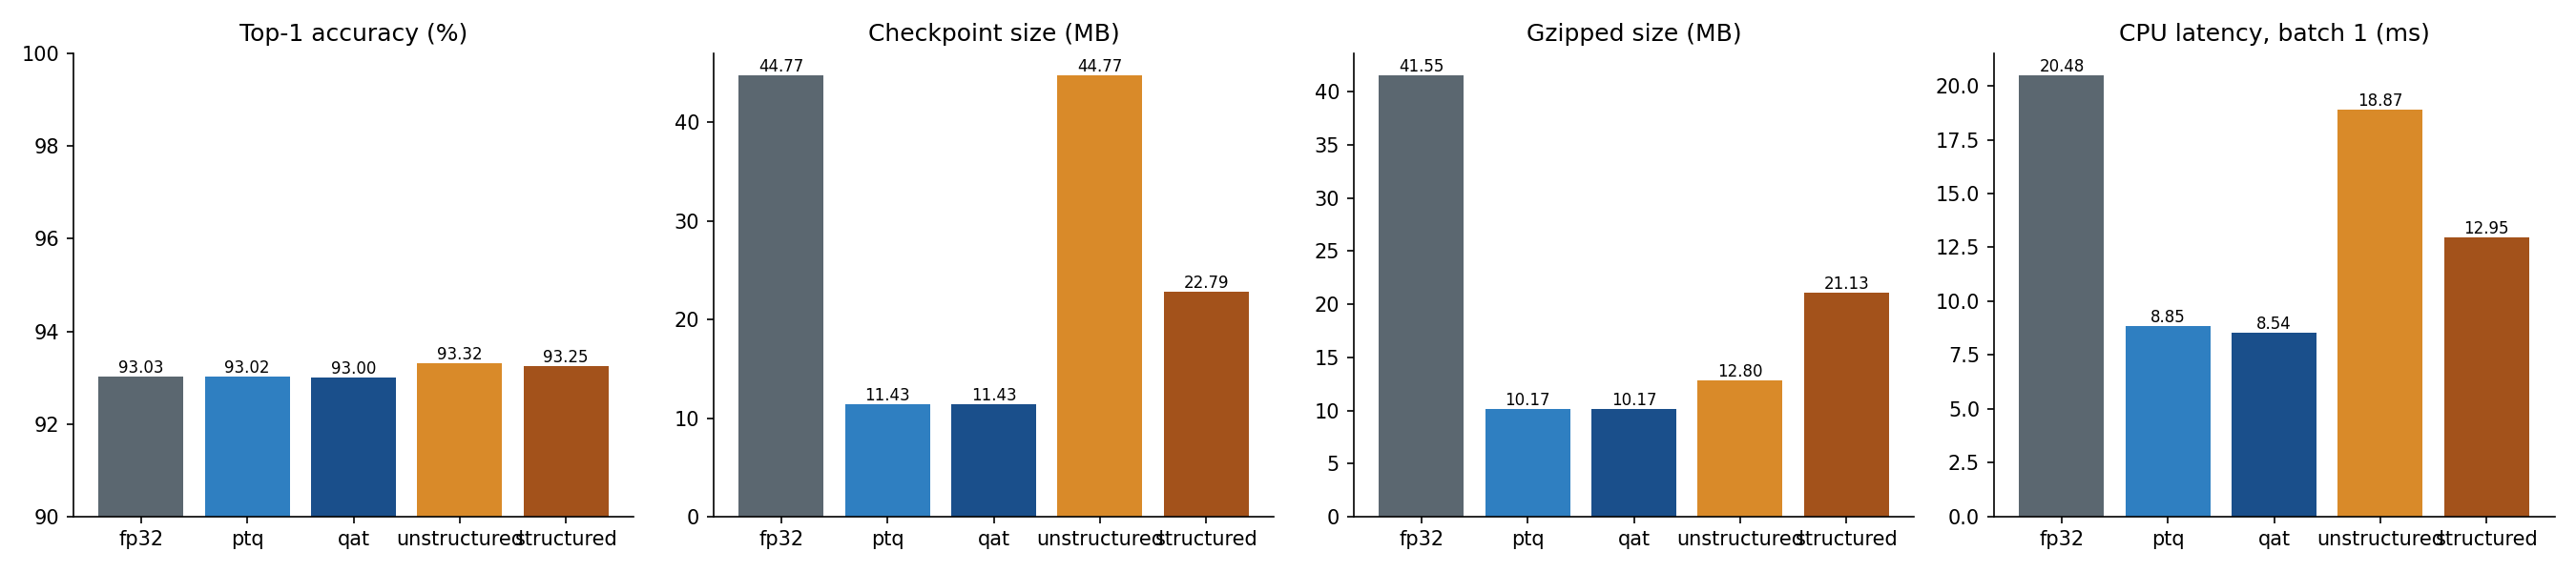 Top-1 accuracy (%)
100
98
96
94
92
90
93.03
93.02
93.00
93.32
93.25
fp32
ptq
qat
unstructured
structured
Checkpoint size (MB)
40
30
20
10
0
44.77
11.43
11.43
44.77
22.79
fp32
ptq
qat
unstructured
structured
Gzipped size (MB)
40
35
30
25
20
15
10
5
0
41.55
10.17
10.17
12.80
21.13
fp32
ptq
qat
unstructured
structured
CPU latency, batch 1 (ms)
20.0
17.5
15.0
12.5
10.0
7.5
5.0
2.5
0.0
20.48
8.85
8.54
18.87
12.95
fp32
ptq
qat
unstructured
structured